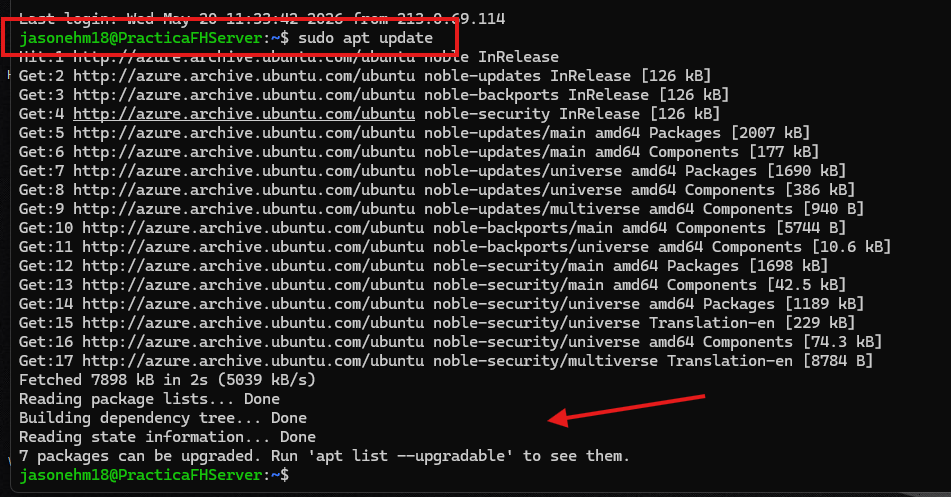 Last login: Wed May 20 11:33:42 2026 from 213.0.69.114
jasonehm18@PracticaFHServer:~$ sudo apt update
Hit:1 http://azure.archive.ubuntu.com/ubuntu noble InRelease
Get:2 http://azure.archive.ubuntu.com/ubuntu noble-updates InRelease [126 kB]
Get:3 http://azure.archive.ubuntu.com/ubuntu noble-backports InRelease [126 kB]
Get:4 http://azure.archive.ubuntu.com/ubuntu noble-security InRelease [126 kB]
Get:5 http://azure.archive.ubuntu.com/ubuntu noble-updates/main amd64 Packages [2007 kB]
Get:6 http://azure.archive.ubuntu.com/ubuntu noble-updates/main amd64 Components [177 kB]
Get:7 http://azure.archive.ubuntu.com/ubuntu noble-updates/universe amd64 Packages [1690 kB]
Get:8 http://azure.archive.ubuntu.com/ubuntu noble-updates/universe amd64 Components [386 kB]
Get:9 http://azure.archive.ubuntu.com/ubuntu noble-updates/multiverse amd64 Components [940 B]
Get:10 http://azure.archive.ubuntu.com/ubuntu noble-backports/main amd64 Components [5744 B]
Get:11 http://azure.archive.ubuntu.com/ubuntu noble-backports/universe amd64 Components [10.6 kB]
Get:12 http://azure.archive.ubuntu.com/ubuntu noble-security/main amd64 Packages [1698 kB]
Get:13 http://azure.archive.ubuntu.com/ubuntu noble-security/main amd64 Components [42.5 kB]
Get:14 http://azure.archive.ubuntu.com/ubuntu noble-security/universe amd64 Packages [1189 kB]
Get:15 http://azure.archive.ubuntu.com/ubuntu noble-security/universe Translation-en [229 kB]
Get:16 http://azure.archive.ubuntu.com/ubuntu noble-security/universe amd64 Components [74.3 kB]
Get:17 http://azure.archive.ubuntu.com/ubuntu noble-security/multiverse Translation-en [8784 B]
Fetched 7898 kB in 2s (5039 kB/s)
Reading package lists... Done
Building dependency tree... Done
Reading state information... Done
7 packages can be upgraded. Run 'apt list --upgradable' to see them.
jasonehm18@PracticaFHServer:~$